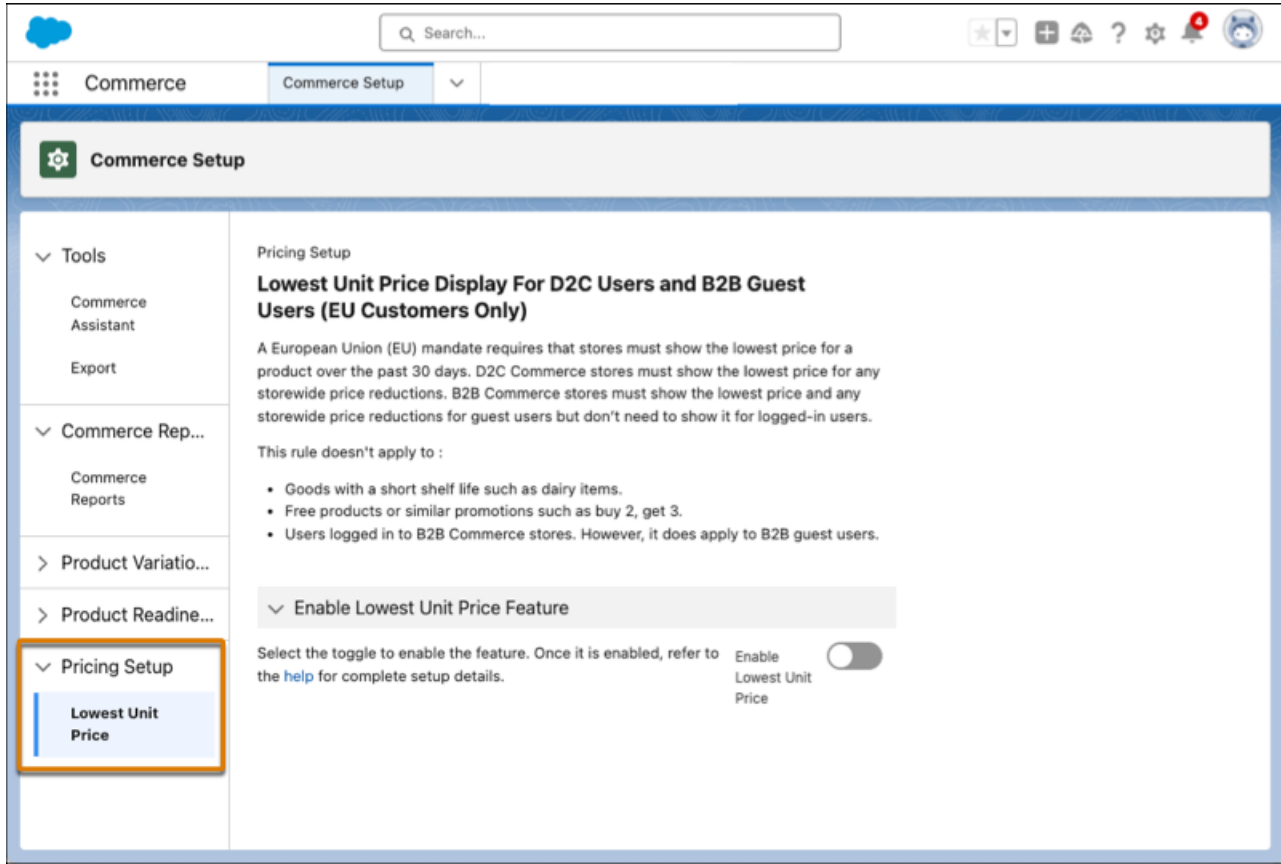 Search...
4
Commerce
Commerce Setup
Commerce Setup
Tools
Commerce
Assistant
Export
Commerce Rep...
Commerce
Reports
Product Variatio...
Product Readine...
Pricing Setup
Lowest Unit
Price
Pricing Setup
Lowest Unit Price Display For D2C Users and B2B Guest
Users (EU Customers Only)
A European Union (EU) mandate requires that stores must show the lowest price for a
product over the past 30 days. D2C Commerce stores must show the lowest price for any
storewide price reductions. B2B Commerce stores must show the lowest price and any
storewide price reductions for guest users but don't need to show it for logged-in users.
This rule doesn't apply to :
• Goods with a short shelf life such as dairy items.
• Free products or similar promotions such as buy 2, get 3.
• Users logged in to B2B Commerce stores. However, it does apply to B2B guest users.
Enable Lowest Unit Price Feature
Select the toggle to enable the feature. Once it is enabled, refer to
the help for complete setup details.
Enable
Lowest Unit
Price